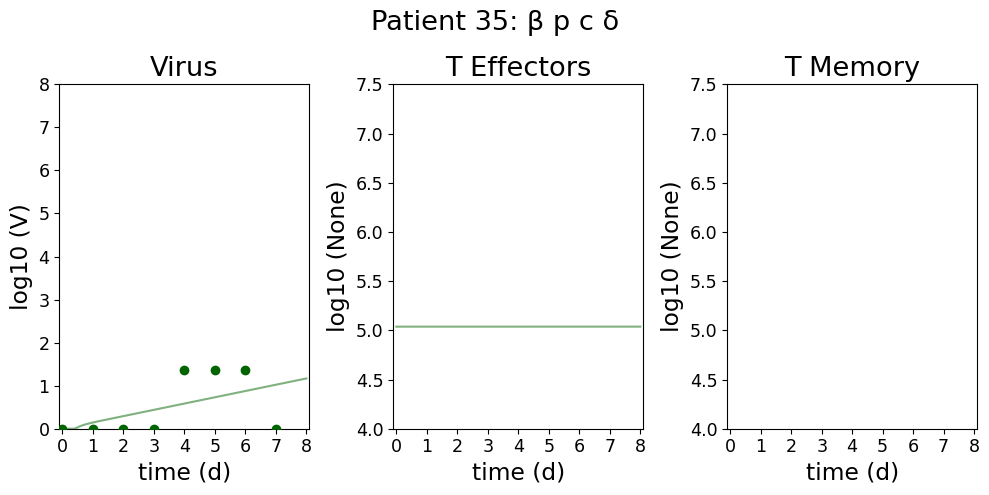 Patient 35: β p c δ
Virus
T Effectors
T Memory
log10 (V)
8
7
6
5
4
3
2
1
0
0 1 2 3 4 5 6 7 8
time (d)
log10 (None)
7.5
7.0
6.5
6.0
5.5
5.0
4.5
4.0
0 1 2 3 4 5 6 7 8
time (d)
log10 (None)
7.5
7.0
6.5
6.0
5.5
5.0
4.5
4.0
0 1 2 3 4 5 6 7 8
time (d)